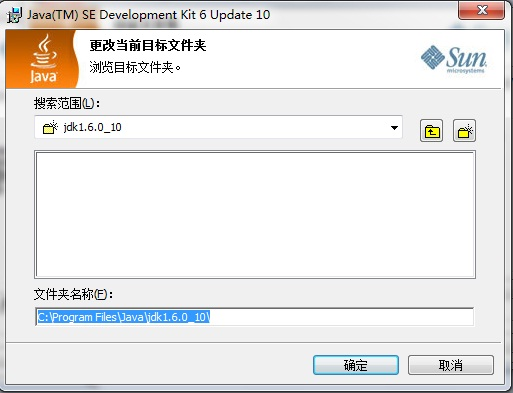 Java(TM) SE Development Kit 6 Update 10
更改当前目标文件夹
浏览目标文件夹。
Java
Sun
microsystems
搜索范围(L):
jdk1.6.0_10
文件夹名称(F):
C:\Program Files\Java\jdk1.6.0_10\
确定
取消